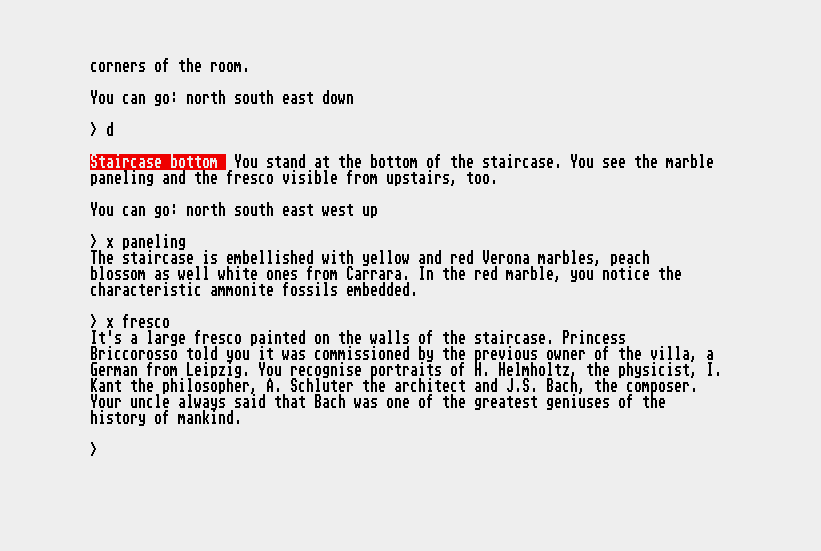 corners of the room.
You can go: north south east down
> d
Staircase bottom You stand at the bottom of the staircase. You see the marble
paneling and the fresco visible from upstairs, too.
You can go: north south east west up
> x paneling
The staircase is embellished with yellow and red Verona marbles, peach
blossom as well white ones from Carrara. In the red marble, you notice the
characteristic ammonite fossils embedded.
> x fresco
It's a large fresco painted on the walls of the staircase. Princess
Briccorosso told you it was commissioned by the previous owner of the villa, a
German from Leipzig. You recognise portraits of H. Helmholtz, the physicist, I.
Kant the philosopher, A. Schluter the architect and J.S. Bach, the composer.
Your uncle always said that Bach was one of the greatest geniuses of the
history of mankind.
>